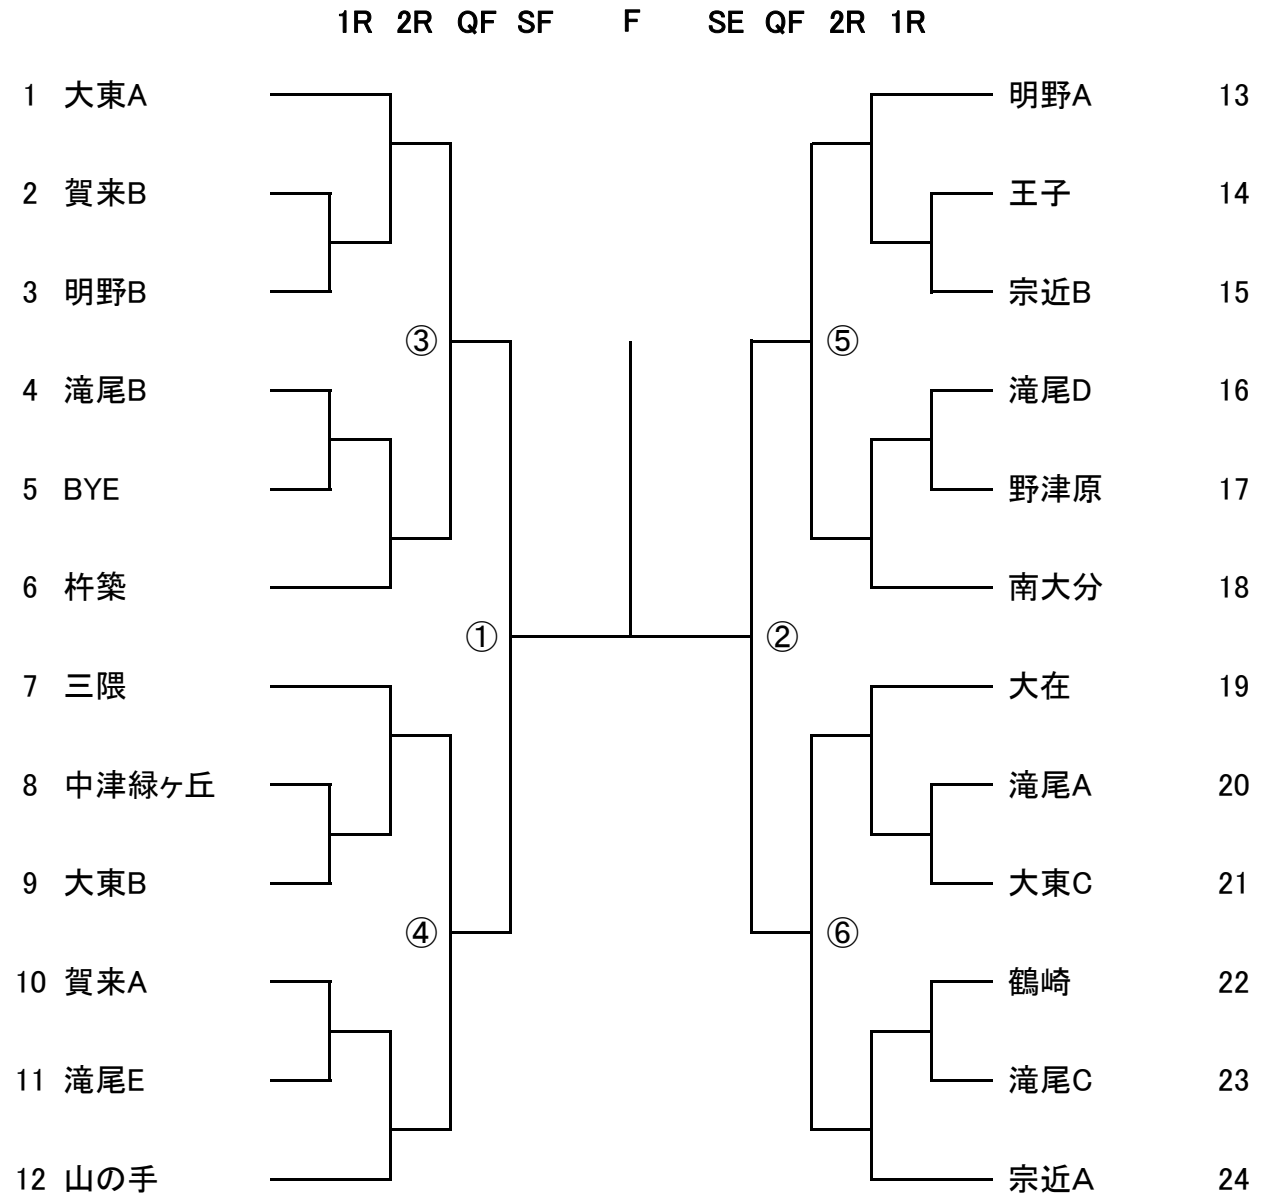 1R 2R QF SF F SE QF 2R 1R
1 大東A 明野A 13
2 賀来B 王子 14
3 明野B 宗近B 15
③ ⑤
4 滝尾B 滝尾D 16
5 BYE 野津原 17
6 杵築 南大分 18
① ②
7 三隈 大在 19
8 中津緑ヶ丘 滝尾A 20
9 大東B 大東C 21
④ ⑥
10 賀来A 鶴崎 22
11 滝尾E 滝尾C 23
12 山の手 宗近A 24